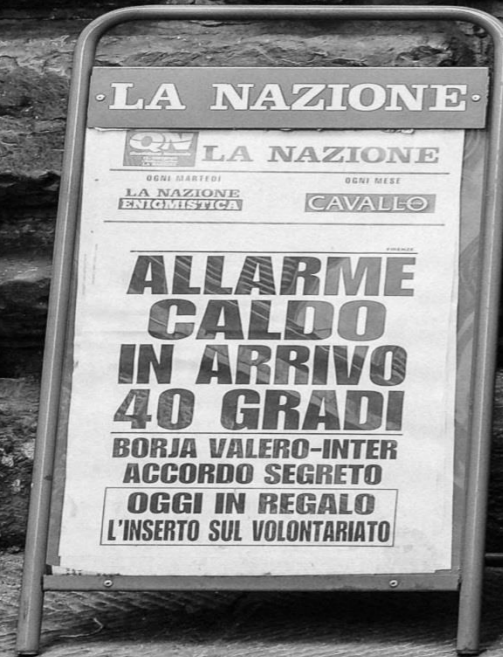 LA NAZIONE
QN LA NAZIONE
OGNI MARTEDI OGNI MESE
LA NAZIONE ENIGMISTICA CAVALLO
FIRENZE
ALLARME
CALDO
IN ARRIVO
40 GRADI
BORJA VALERO-INTER
ACCORDO SEGRETO
OGGI IN REGALO
L'INSERTO SUL VOLONTARIATO